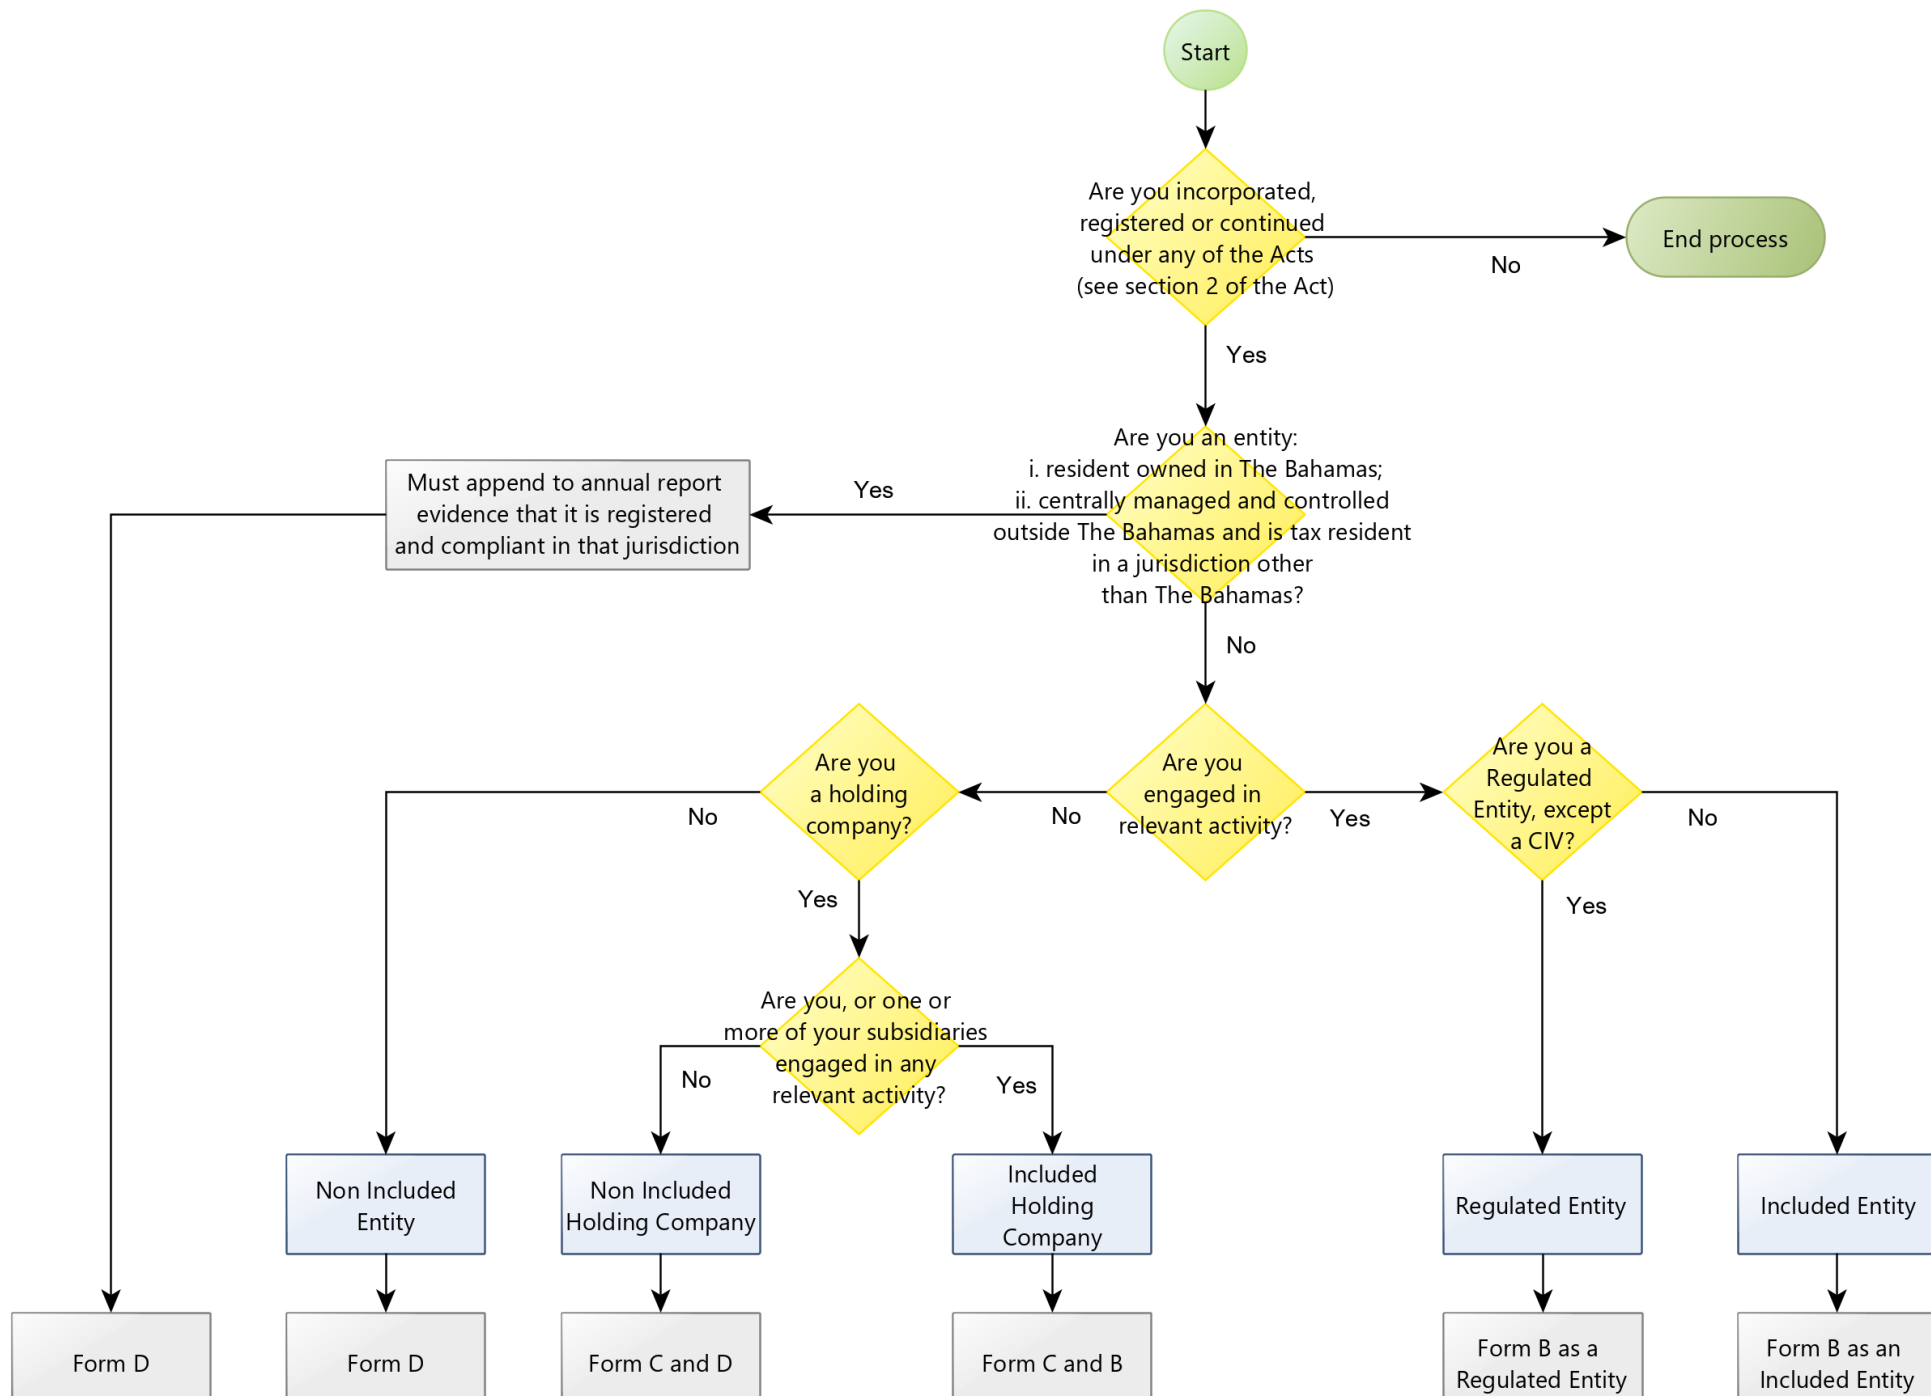 Start
Are you incorporated,
registered or continued
under any of the Acts
(see section 2 of the Act)
No
End process
Yes
Are you an entity:
i. resident owned in The Bahamas;
ii. centrally managed and controlled
outside The Bahamas and is tax resident
in a jurisdiction other
than The Bahamas?
Yes
Must append to annual report
evidence that it is registered
and compliant in that jurisdiction
No
Are you
a holding
company?
Are you
engaged in
relevant activity?
Are you a
Regulated
Entity, except
a CIV?
No
No
Yes
No
Yes
Yes
Are you, or one or
more of your subsidiaries
engaged in any
relevant activity?
No
Yes
Non Included
Entity
Non Included
Holding Company
Included
Holding
Company
Regulated Entity
Included Entity
Form D
Form D
Form C and D
Form C and B
Form B as a
Regulated Entity
Form B as an
Included Entity